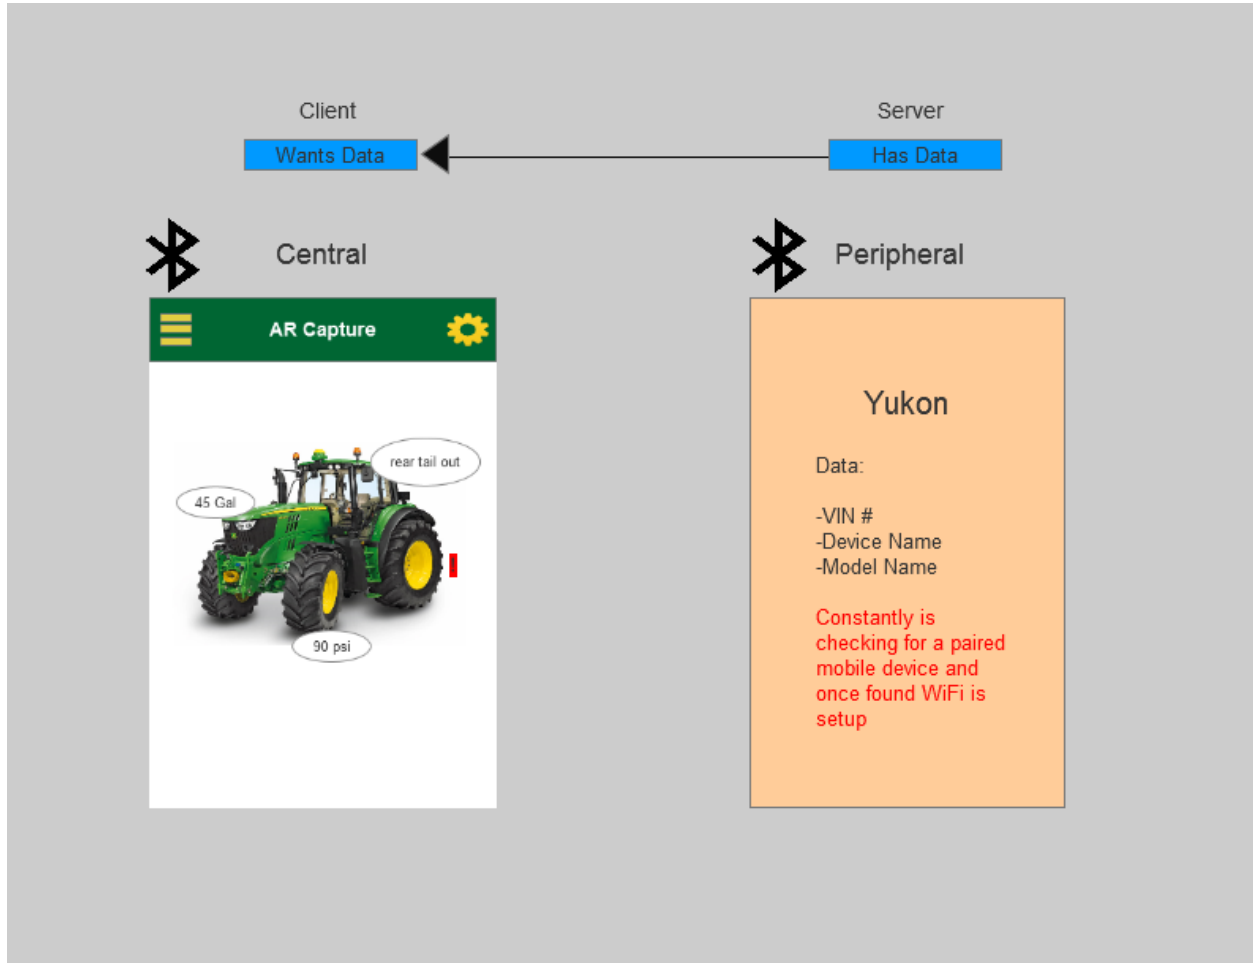 Client
Server
Wants Data
Has Data
Central
Peripheral
AR Capture
rear tail out
45 Gal
90 psi
Yukon
Data:
-VIN #
-Device Name
-Model Name
Constantly is
checking for a paired
mobile device and
once found WiFi is
setup